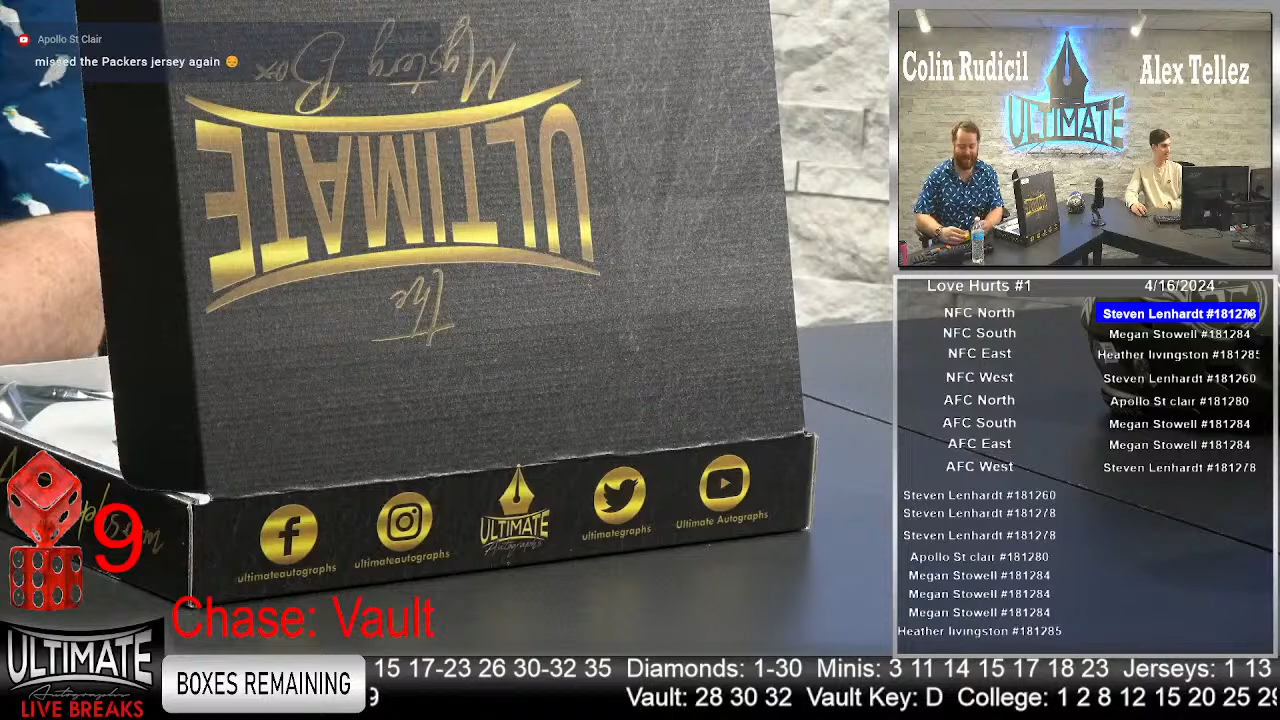 Apollo St Clair
missed the Packers jersey again 😔
Mystery Box
ULTIMATE
The
ultimateautographs
ultimateautographs
ULTIMATE
Autographs
ultimategraphs
Ultimate Autographs
9
Chase: Vault
ULTIMATE
Autographs
LIVE BREAKS
BOXES REMAINING
15 17-23 26 30-32 35 Diamonds: 1-30 Minis: 3 11 14 15 17 18 23 Jerseys: 1 13
9 Vault: 28 30 32 Vault Key: D College: 1 2 8 12 15 20 25 29
Colin Rudicil
Alex Tellez
ULTIMATE
Love Hurts #1 4/16/2024
NFC North Steven Lenhardt #181278
NFC South Megan Stowell #181284
NFC East Heather livingston #181285
NFC West Steven Lenhardt #181260
AFC North Apollo St clair #181280
AFC South Megan Stowell #181284
AFC East Megan Stowell #181284
AFC West Steven Lenhardt #181278
Steven Lenhardt #181260
Steven Lenhardt #181278
Steven Lenhardt #181278
Apollo St clair #181280
Megan Stowell #181284
Megan Stowell #181284
Megan Stowell #181284
Heather livingston #181285